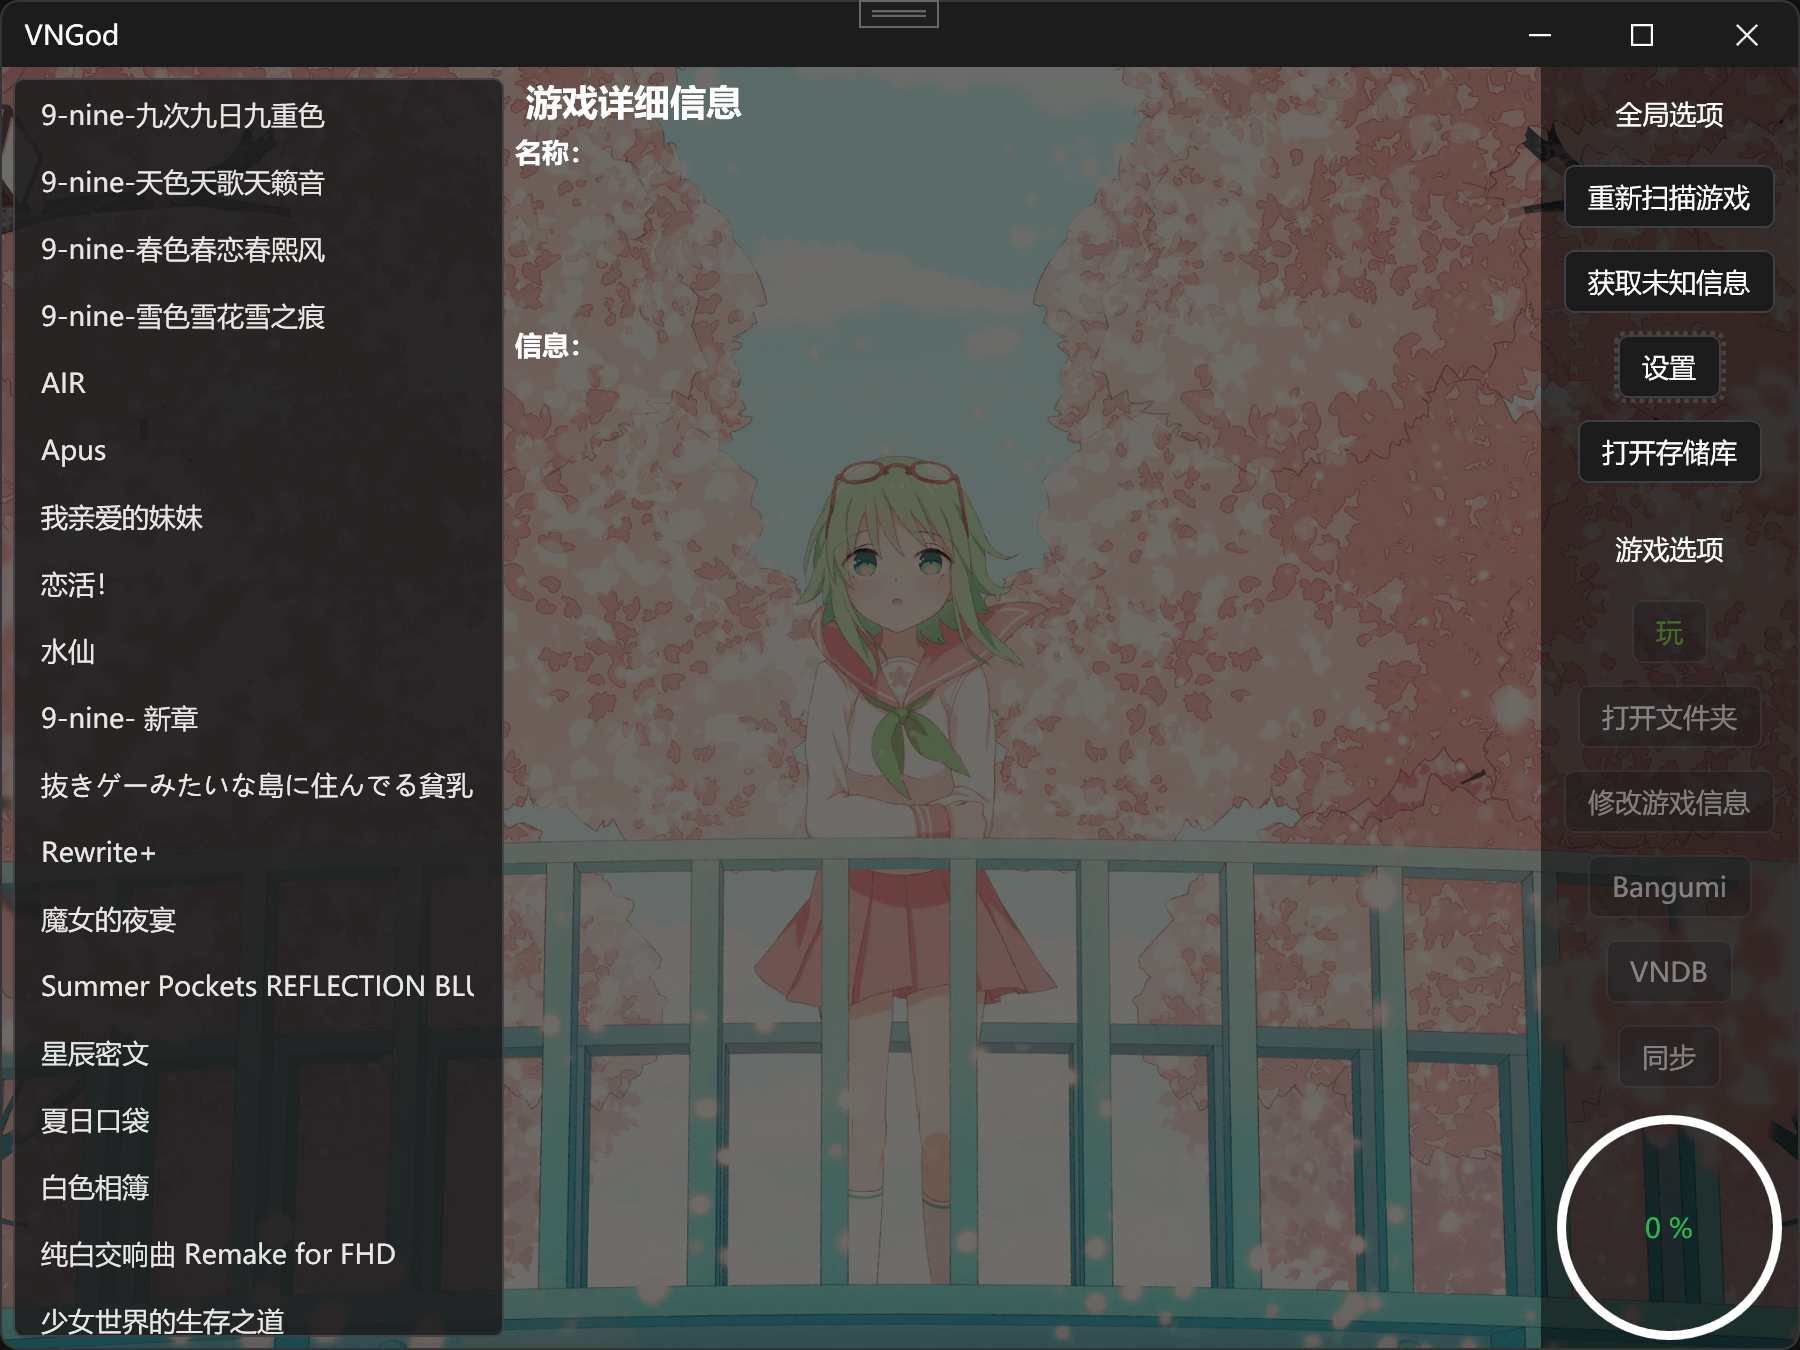 VNGod
9-nine-九次九日九重色
9-nine-天色天歌天籁音
9-nine-春色春恋春熙风
9-nine-雪色雪花雪之痕
AIR
Apus
我亲爱的妹妹
恋活！
水仙
9-nine- 新章
抜きゲーみたいな島に住んでる貧乳
Rewrite+
魔女的夜宴
Summer Pockets REFLECTION BLU
星辰密文
夏日口袋
白色相簿
纯白交响曲 Remake for FHD
少女世界的生存之道
游戏详细信息
名称：
信息：
全局选项
重新扫描游戏
获取未知信息
设置
打开存储库
游戏选项
玩
打开文件夹
修改游戏信息
Bangumi
VNDB
同步
0 %